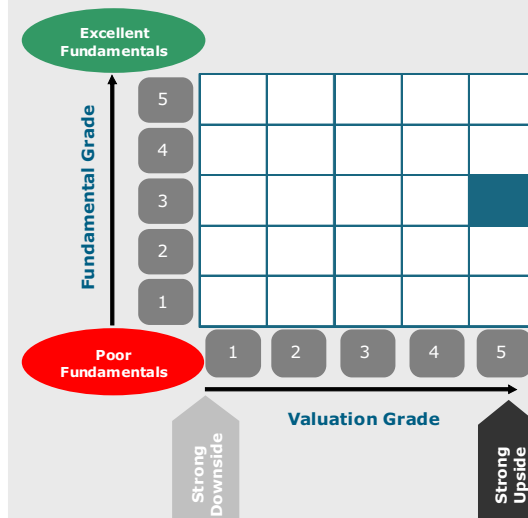 Excellent
Fundamentals
Fundamental Grade
5
4
3
2
1
Poor
Fundamentals
1 2 3 4 5
Valuation Grade
Strong
Downside
Strong
Upside